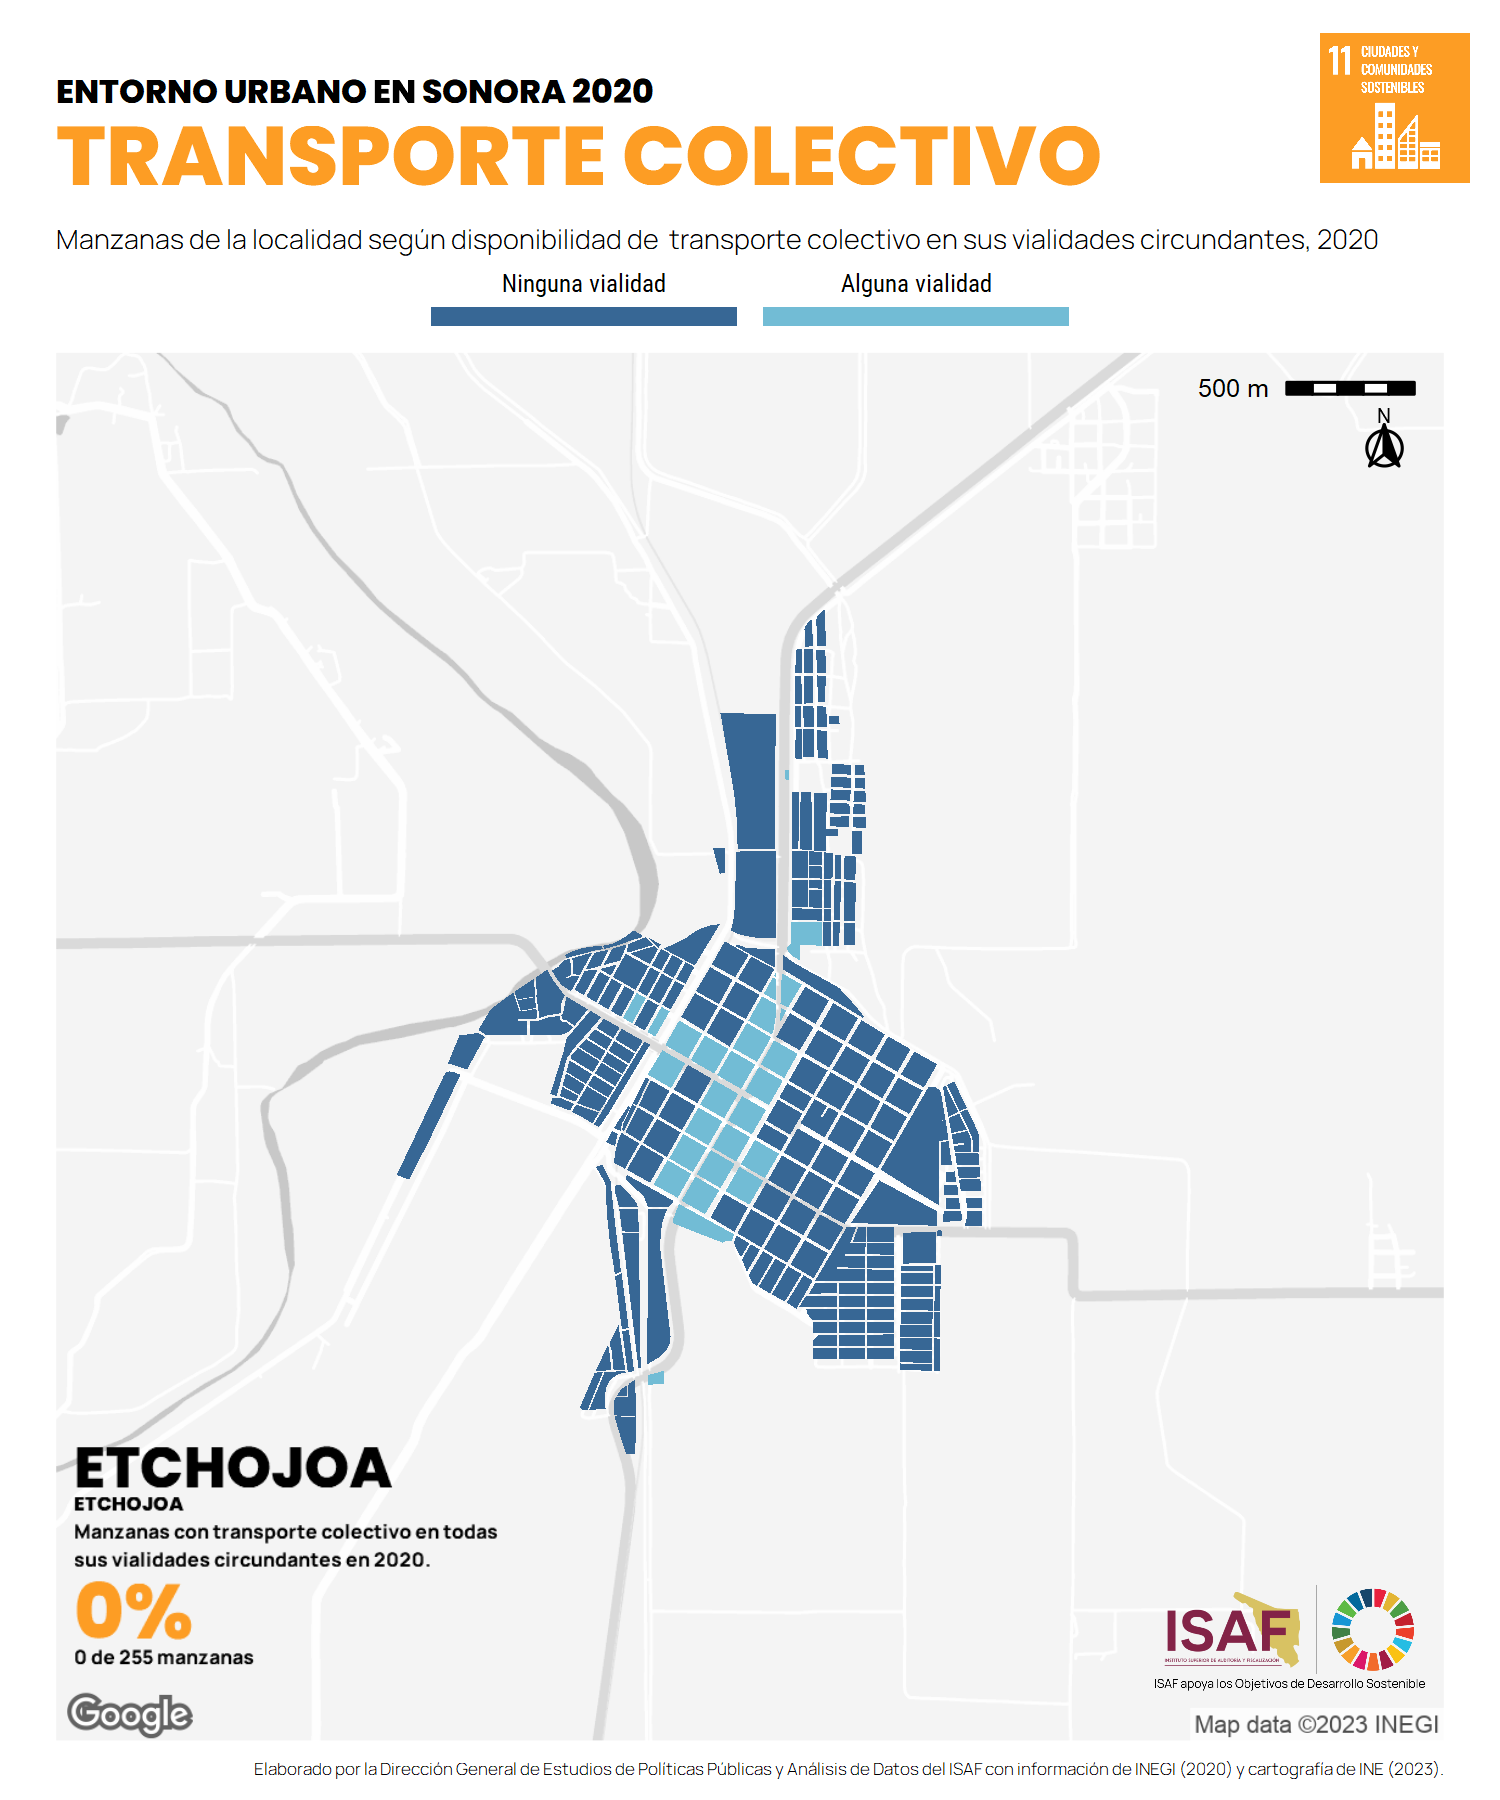 ENTORNO URBANO EN SONORA 2020
TRANSPORTE COLECTIVO
11 CIUDADES Y
COMUNIDADES
SOSTENIBLES
Manzanas de la localidad según disponibilidad de transporte colectivo en sus vialidades circundantes, 2020
Ninguna vialidad
Alguna vialidad
500 m
N
ETCHOJOA
ETCHOJOA
Manzanas con transporte colectivo en todas
sus vialidades circundantes en 2020.
0%
0 de 255 manzanas
Google
ISAF
INSTITUTO SUPERIOR DE AUDITORÍA Y FISCALIZACIÓN
ISAF apoya los Objetivos de Desarrollo Sostenible
Map data ©2023 INEGI
Elaborado por la Dirección General de Estudios de Políticas Públicas y Análisis de Datos del ISAF con información de INEGI (2020) y cartografía de INE (2023).